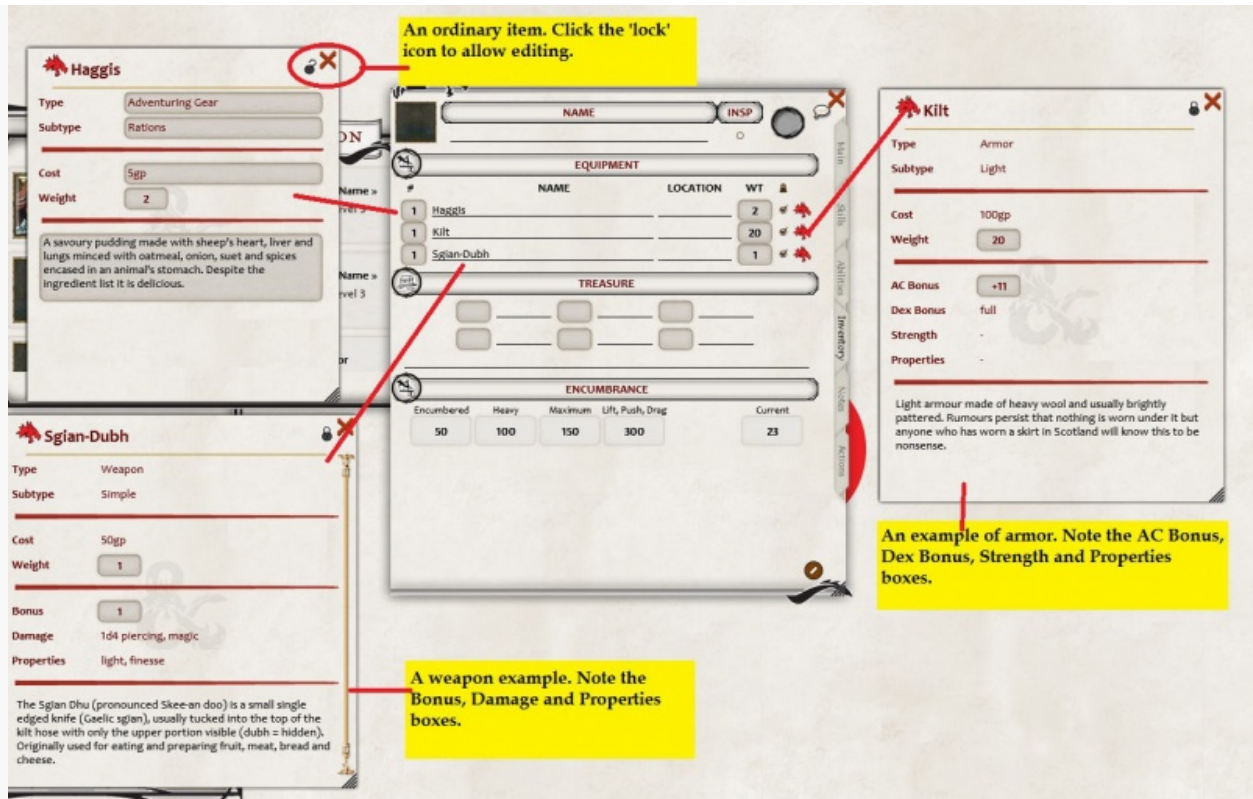 An ordinary item. Click the 'lock'
icon to allow editing.
Haggis
Type Adventuring Gear
Subtype Rations
Cost 5gp
Weight 2
A savoury pudding made with sheep's heart, liver and
lungs minced with oatmeal, onion, suet and spices
encased in an animal's stomach. Despite the
ingredient list it is delicious.
ON
Name »
Name »
evel 3
or
NAME INSP
EQUIPMENT
# NAME LOCATION WT
1 Haggis 2
1 Kilt 20
1 Sgian-Dubh 1
TREASURE
ENCUMBRANCE
Encumbered Heavy Maximum Lift, Push, Drag Current
50 100 150 300 23
Main
Skills
Abilities
Inventory
Notes
Actions
Kilt
Type Armor
Subtype Light
Cost 100gp
Weight 20
AC Bonus +11
Dex Bonus full
Strength -
Properties -
Light armour made of heavy wool and usually brightly
pattered. Rumours persist that nothing is worn under it but
anyone who has worn a skirt in Scotland will know this to be
nonsense.
An example of armor. Note the AC Bonus,
Dex Bonus, Strength and Properties
boxes.
Sgian-Dubh
Type Weapon
Subtype Simple
Cost 50gp
Weight 1
Bonus 1
Damage 1d4 piercing, magic
Properties light, finesse
The Sgian Dhu (pronounced Skee-an doo) is a small single
edged knife (Gaelic sgian), usually tucked into the top of the
kilt hose with only the upper portion visible (dubh = hidden).
Originally used for eating and preparing fruit, meat, bread and
cheese.
A weapon example. Note the
Bonus, Damage and Properties
boxes.